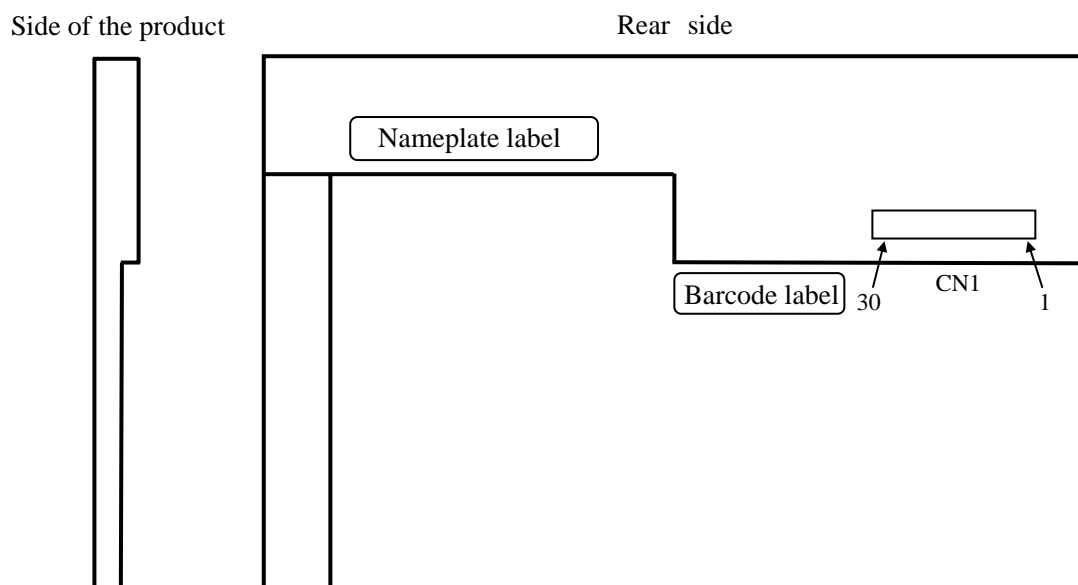 Side of the product
Rear side
Nameplate label
Barcode label
CN1
30
1